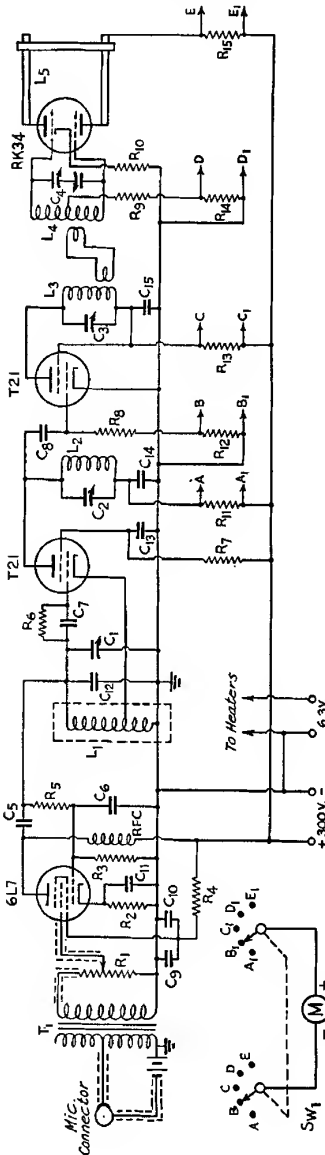 Mic.
Connector
T1
6L7
R1
R2
R3
R4
R5
C5
C6
C9
C10
C11
RFC
L1
C12
C1
R6
C7
T21
C13
R7
C8
C2
L2
C14
R8
A
A1
R11
B
B1
R12
T21
C3
L3
C15
C
C1
R13
L4
C4
RK34
R9
R10
D
D1
R14
L5
E
E1
R15
To Heaters
+ 300 V. -
6.3V.
A
B
C
D
E
A1
B1
C1
D1
E1
SW1
- M +